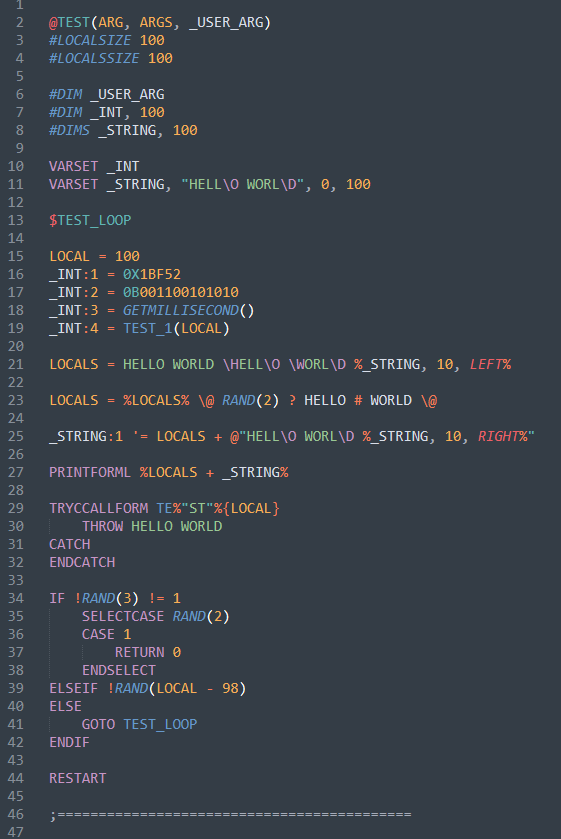 1
2 @TEST(ARG, ARGS, _USER_ARG)
3 #LOCALSIZE 100
4 #LOCALSSIZE 100
5
6 #DIM _USER_ARG
7 #DIM _INT, 100
8 #DIMS _STRING, 100
9
10 VARSET _INT
11 VARSET _STRING, "HELL\O WORL\D", 0, 100
12
13 $TEST_LOOP
14
15 LOCAL = 100
16 _INT:1 = 0X1BF52
17 _INT:2 = 0B001100101010
18 _INT:3 = GETMILLISECOND()
19 _INT:4 = TEST_1(LOCAL)
20
21 LOCALS = HELLO WORLD \HELL\O \WORL\D %_STRING, 10, LEFT%
22
23 LOCALS = %LOCALS% \@ RAND(2) ? HELLO # WORLD \@
24
25 _STRING:1 '= LOCALS + @"HELL\O WORL\D %_STRING, 10, RIGHT%"
26
27 PRINTFORML %LOCALS + _STRING%
28
29 TRYCCALLFORM TE%"ST"%{LOCAL}
30     THROW HELLO WORLD
31 CATCH
32 ENDCATCH
33
34 IF !RAND(3) != 1
35     SELECTCASE RAND(2)
36     CASE 1
37         RETURN 0
38     ENDSELECT
39 ELSEIF !RAND(LOCAL - 98)
40 ELSE
41     GOTO TEST_LOOP
42 ENDIF
43
44 RESTART
45
46 ;===========================================
47